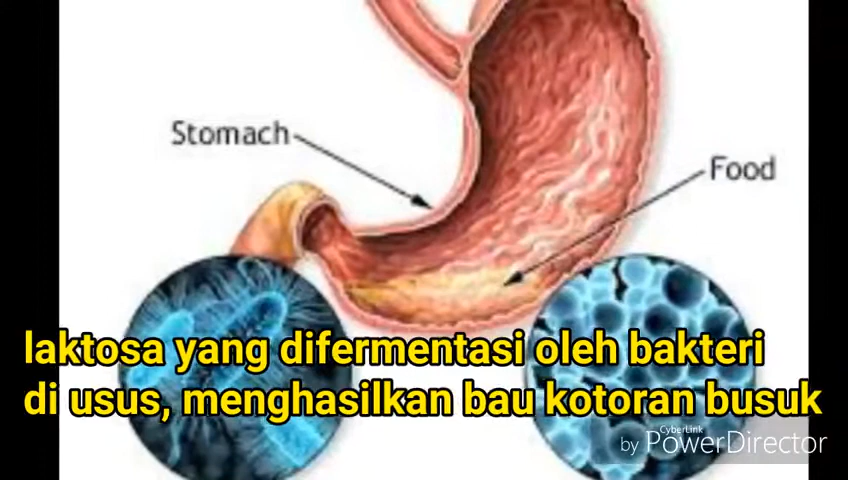 Stomach
Food
laktosa yang difermentasi oleh bakteri
di usus, menghasilkan bau kotoran busuk
CyberLink
by PowerDirector